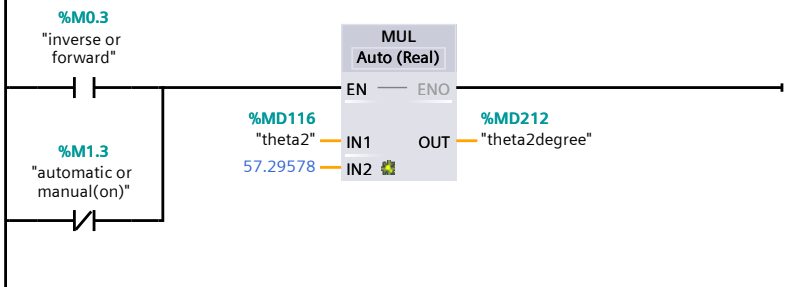 %M0.3
"inverse or
forward"
MUL
Auto (Real)
EN
ENO
%MD116
"theta2"
IN1
OUT
%MD212
"theta2degree"
57.29578
IN2
%M1.3
"automatic or
manual(on)"